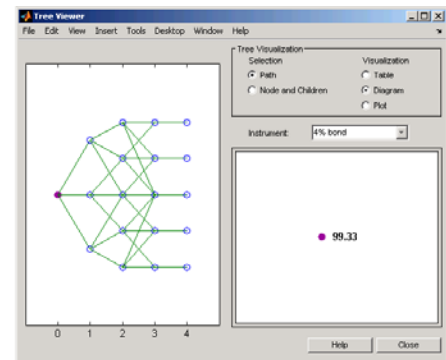 Tree Viewer
File Edit View Insert Tools Desktop Window Help
Tree Visualization
Selection
Visualization
Path
Table
Node and Children
Diagram
Plot
Instrument: 4% bond
99.33
0 1 2 3 4
Help Close